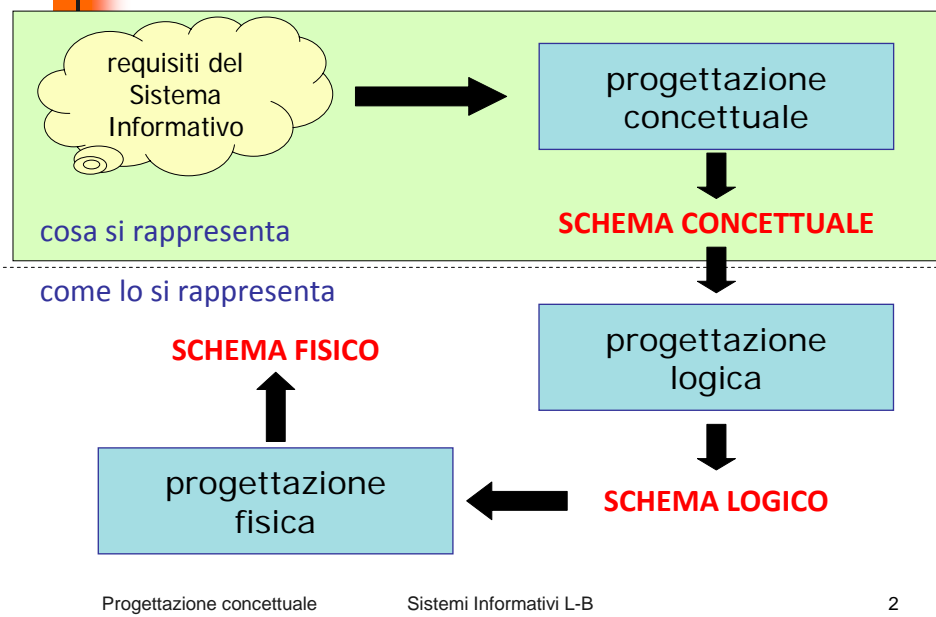 requisiti del
Sistema
Informativo
progettazione
concettuale
cosa si rappresenta
SCHEMA CONCETTUALE
come lo si rappresenta
SCHEMA FISICO
progettazione
logica
progettazione
fisica
SCHEMA LOGICO
Progettazione concettuale Sistemi Informativi L-B 2